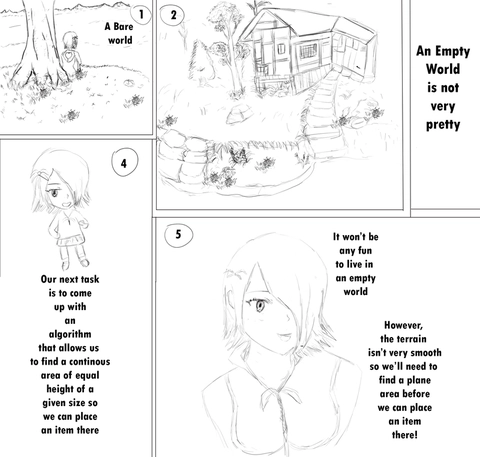 1
A Bare
world
2
An Empty
World
is not
very
pretty
4
Our next task
is to come
up with
an
algorithm
that allows us
to find a continous
area of equal
height of a
given size so
we can place
an item there
5
It won't be
any fun
to live in
an empty
world
However,
the terrain
isn't very smooth
so we'll need to
find a plane
area before
we can place
an item
there!